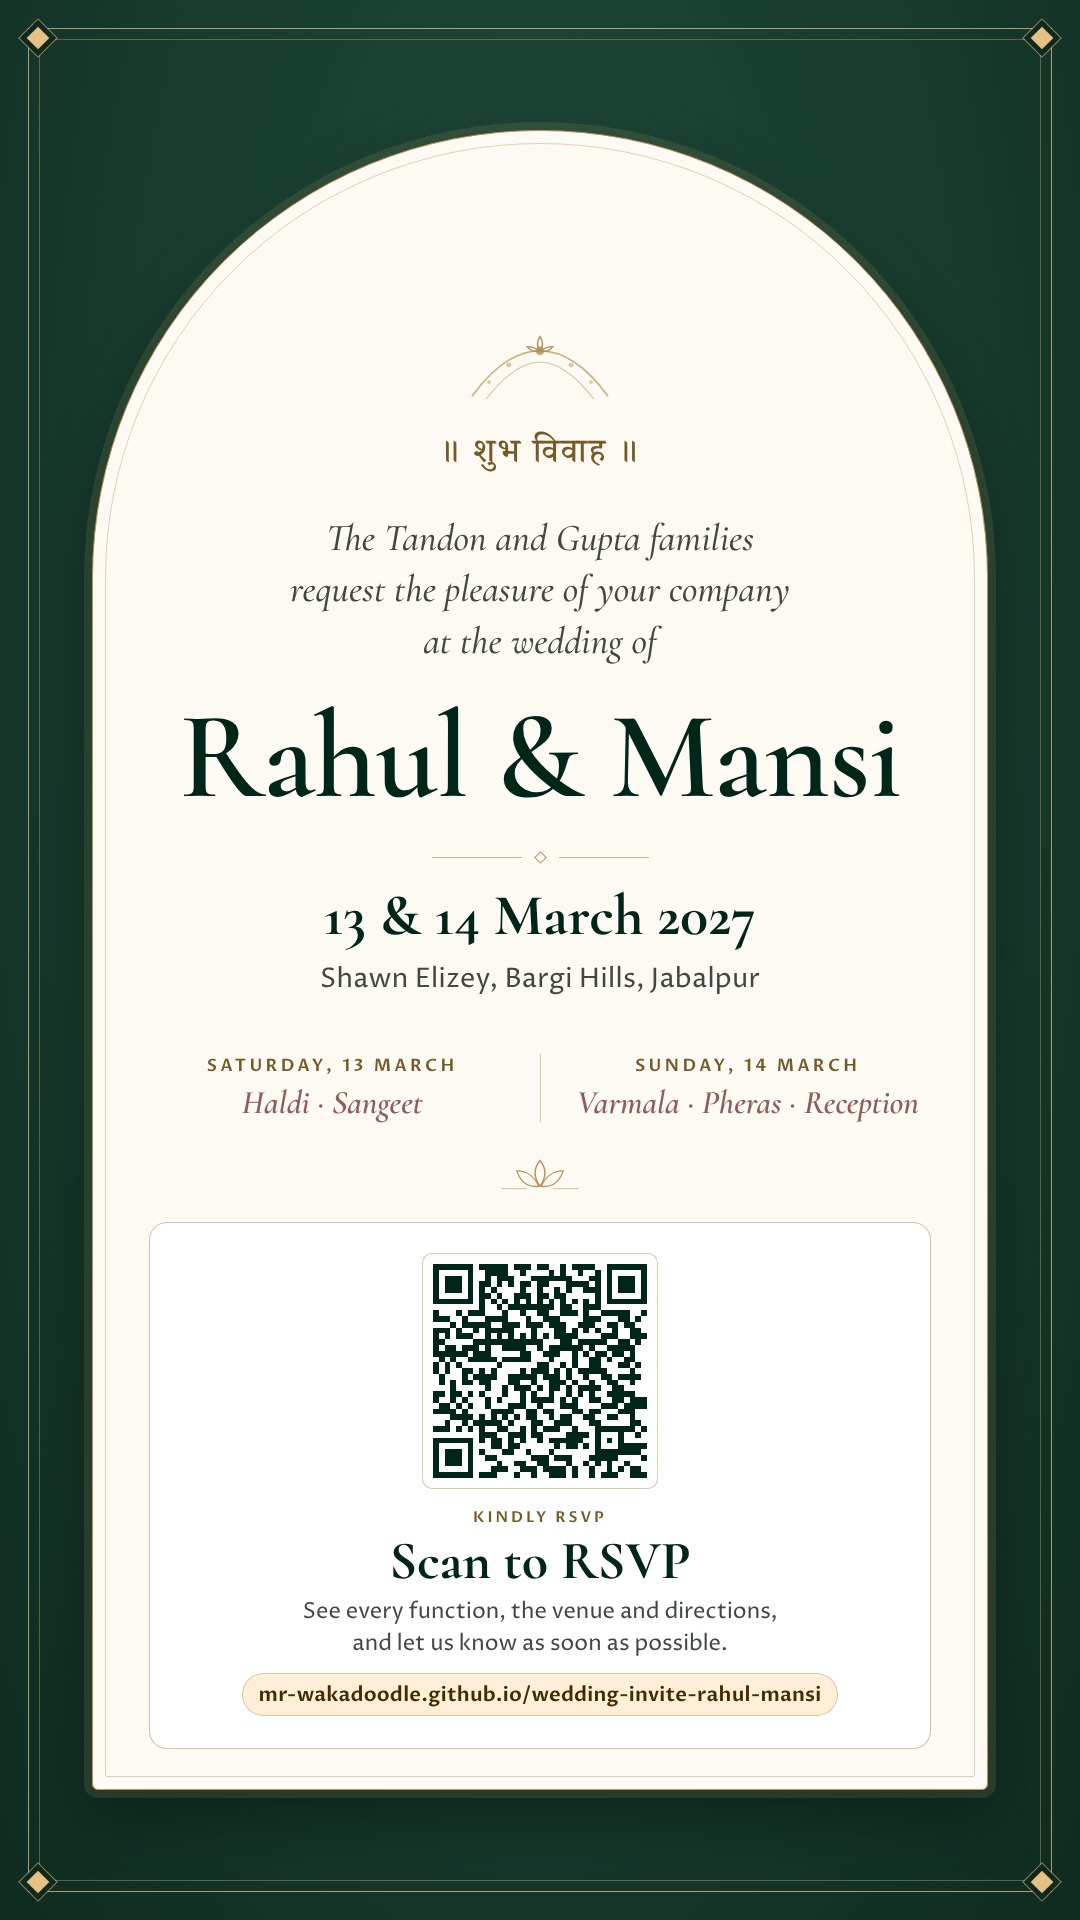 ॥ शुभ विवाह ॥
The Tandon and Gupta families
request the pleasure of your company
at the wedding of
Rahul & Mansi
13 & 14 March 2027
Shawn Elizey, Bargi Hills, Jabalpur
SATURDAY, 13 MARCH
Haldi · Sangeet
SUNDAY, 14 MARCH
Varmala · Pheras · Reception
KINDLY RSVP
Scan to RSVP
See every function, the venue and directions,
and let us know as soon as possible.
mr-wakadoodle.github.io/wedding-invite-rahul-mansi